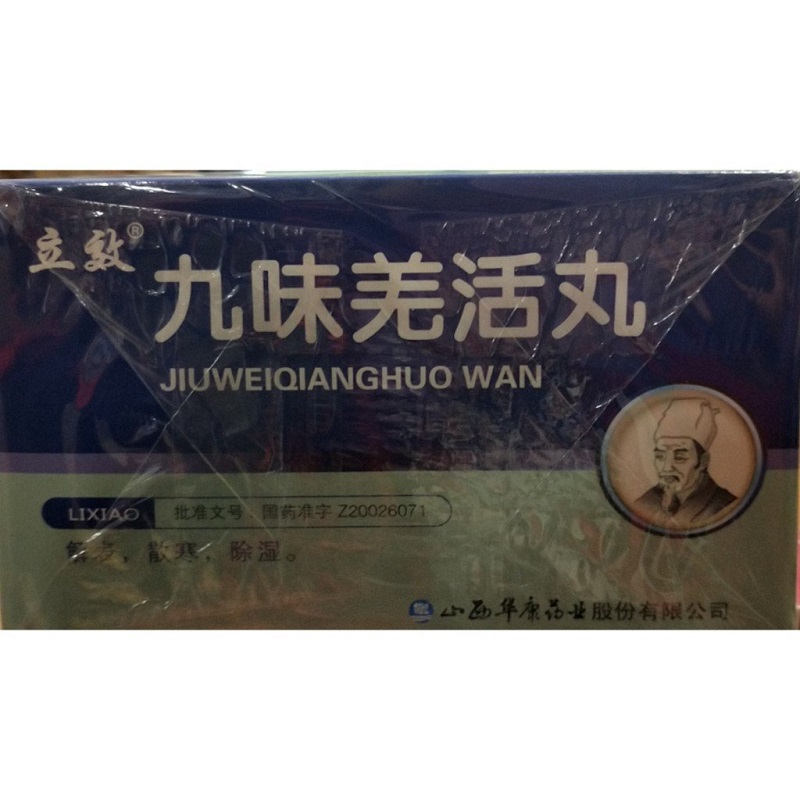 立效®
九味羌活丸
JIUWEIQIANGHUO WAN
LIXIAO 批准文号:国药准字 Z20026071
解表,散寒,除湿。
山西华康药业股份有限公司